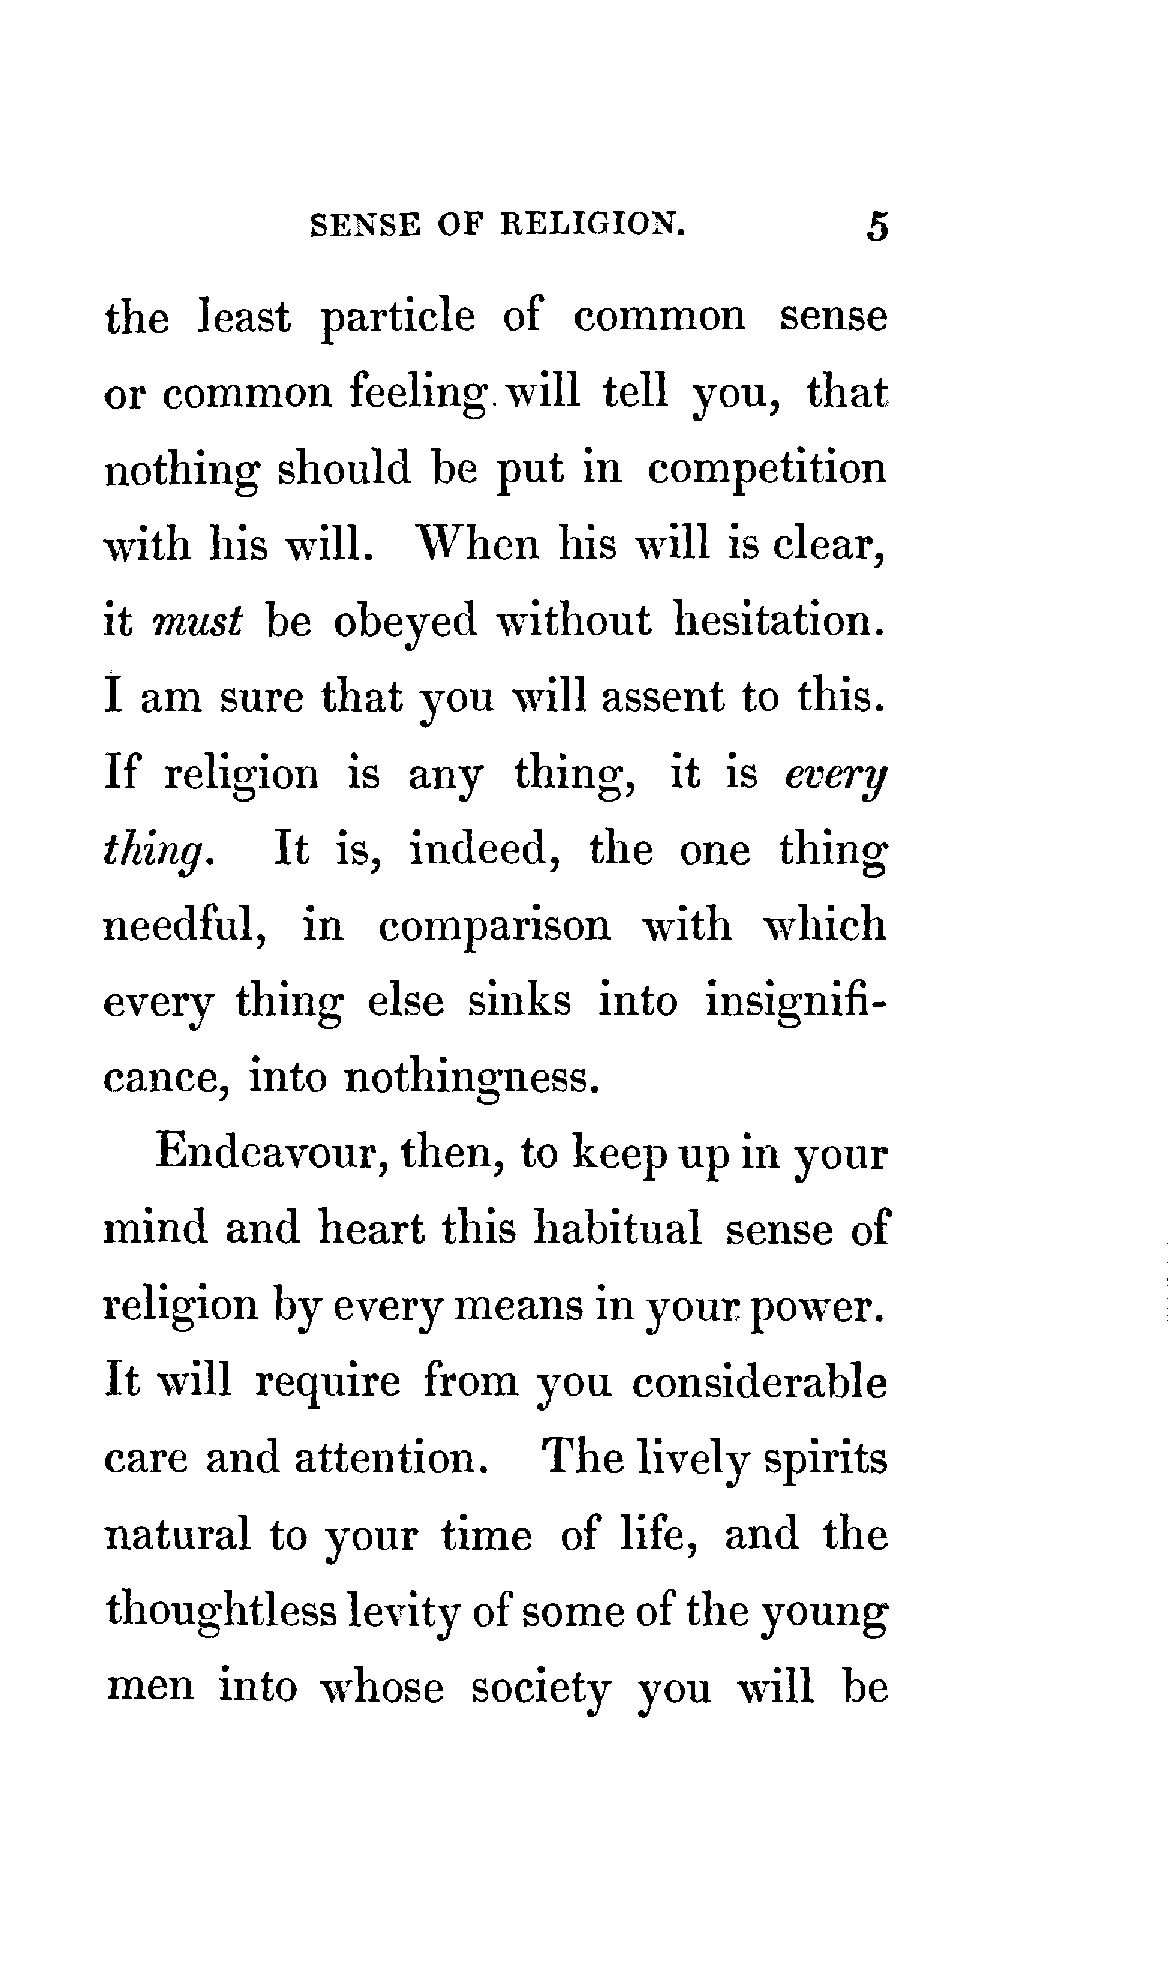 SENSE OF RELIGION. 5
the least particle of common sense
or common feeling will tell you, that
nothing should be put in competition
with his will. When his will is clear,
it must be obeyed without hesitation.
I am sure that you will assent to this.
If religion is any thing, it is every
thing. It is, indeed, the one thing
needful, in comparison with which
every thing else sinks into insignifi-
cance, into nothingness.
Endeavour, then, to keep up in your
mind and heart this habitual sense of
religion by every means in your power.
It will require from you considerable
care and attention. The lively spirits
natural to your time of life, and the
thoughtless levity of some of the young
men into whose society you will be